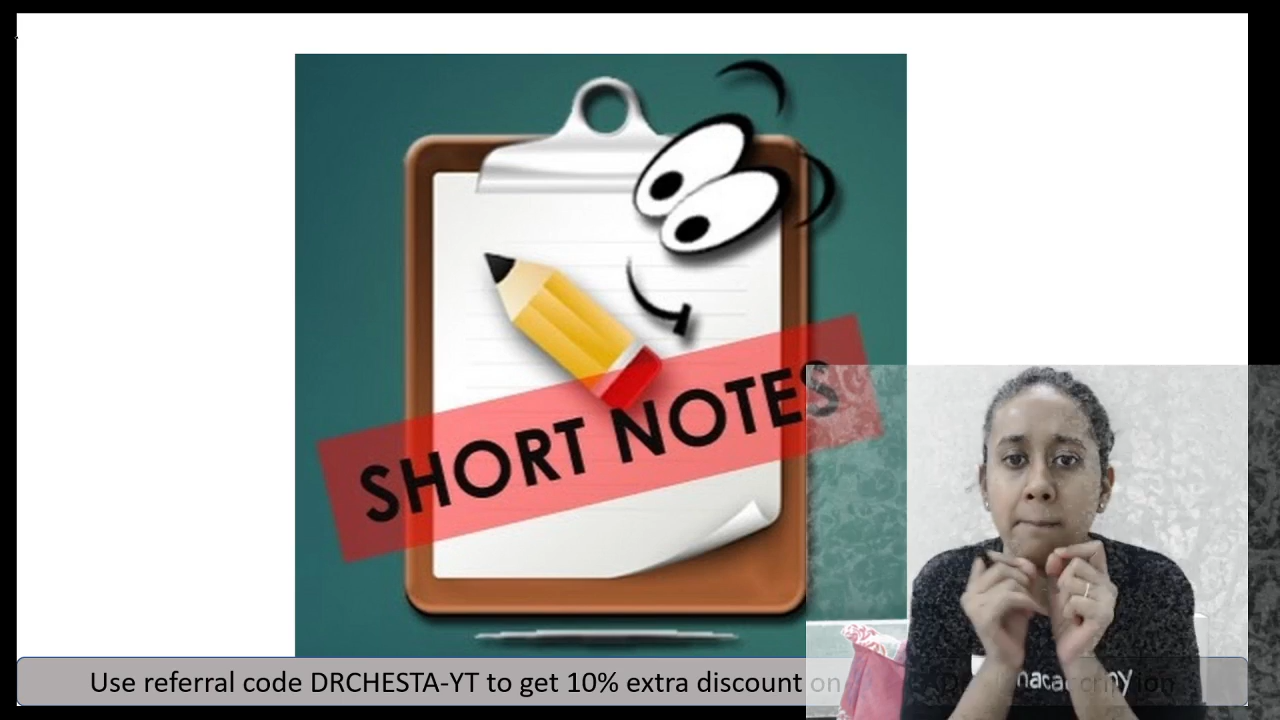 SHORT NOTES
Use referral code DRCHESTA-YT to get 10% extra discount on